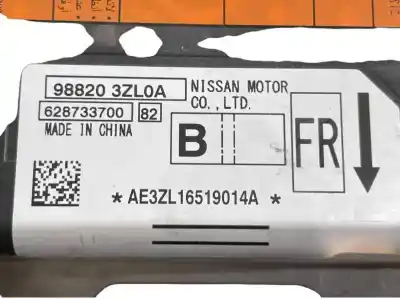 98820 3ZL0A
NISSAN MOTOR
CO.,LTD.
628733700 82
MADE IN CHINA
B
FR
*AE3ZL16519014A*